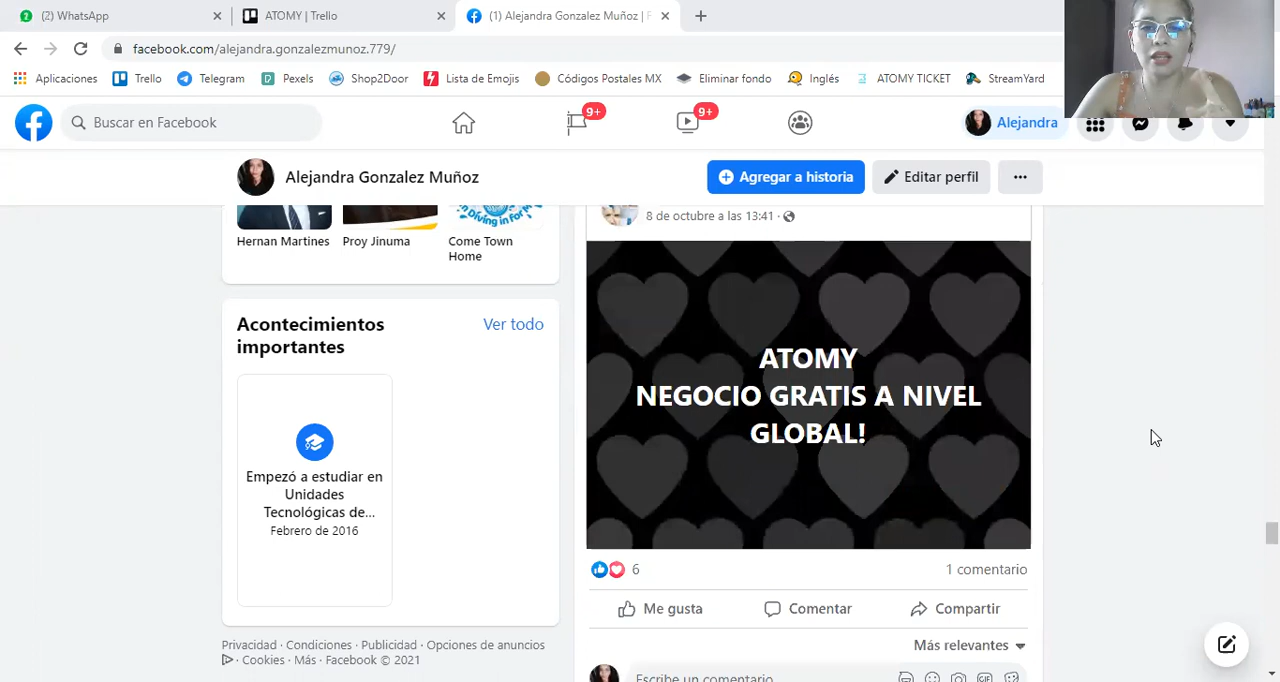 2
(2) WhatsApp
ATOMY | Trello
(1) Alejandra Gonzalez Muñoz | F
facebook.com/alejandra.gonzalezmunoz.779/
Aplicaciones
Trello
Telegram
Pexels
Shop2Door
Lista de Emojis
Códigos Postales MX
Eliminar fondo
Inglés
ATOMY TICKET
StreamYard
Buscar en Facebook
9+
9+
Alejandra
Alejandra Gonzalez Muñoz
Agregar a historia
Editar perfil
Hernan Martines
Proy Jinuma
Come Town
Home
Acontecimientos
importantes
Ver todo
Empezó a estudiar en
Unidades
Tecnológicas de...
Febrero de 2016
Privacidad · Condiciones · Publicidad · Opciones de anuncios
· Cookies · Más · Facebook © 2021
8 de octubre a las 13:41 ·
ATOMY
NEGOCIO GRATIS A NIVEL
GLOBAL!
6
1 comentario
Me gusta
Comentar
Compartir
Más relevantes
Escribe un comentario
GIF